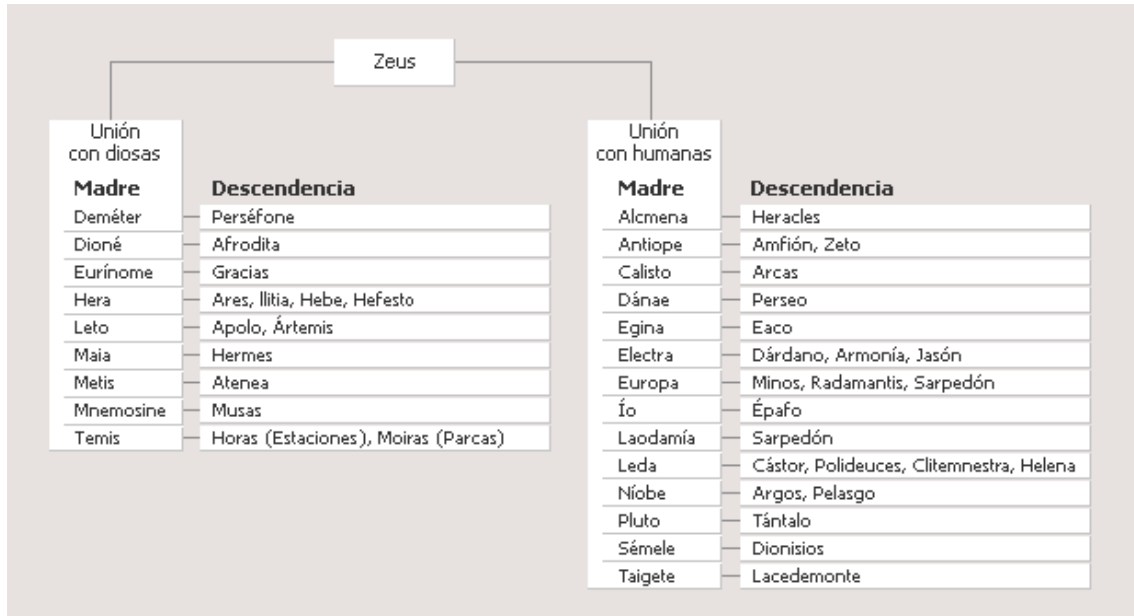 Zeus
Unión
con diosas
Madre Descendencia
Deméter Perséfone
Dioné Afrodita
Eurínome Gracias
Hera Ares, llitia, Hebe, Hefesto
Leto Apolo, Ártemis
Maia Hermes
Metis Atenea
Mnemosine Musas
Temis Horas (Estaciones), Moiras (Parcas)
Unión
con humanas
Madre Descendencia
Alcmena Heracles
Antiope Amfión, Zeto
Calisto Arcas
Dánae Perseo
Egina Eaco
Electra Dárdano, Armonía, Jasón
Europa Minos, Radamantis, Sarpedón
Ío Épafo
Laodamía Sarpedón
Leda Cástor, Polideuces, Clitemnestra, Helena
Níobe Argos, Pelasgo
Pluto Tántalo
Sémele Dionisios
Taigete Lacedemonte